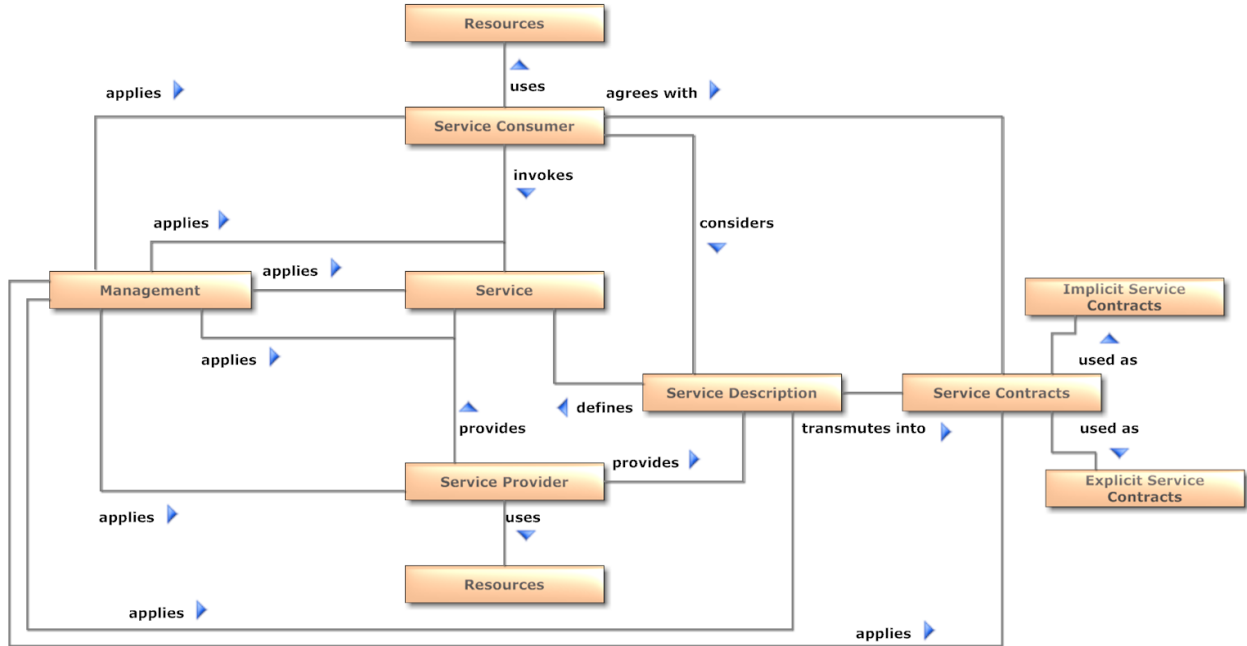 Resources
uses
applies
agrees with
Service Consumer
invokes
applies
considers
applies
Management
Service
Implicit Service
Contracts
applies
used as
Service Description
Service Contracts
defines
provides
transmutes into
used as
provides
Service Provider
Explicit Service
Contracts
applies
uses
Resources
applies
applies